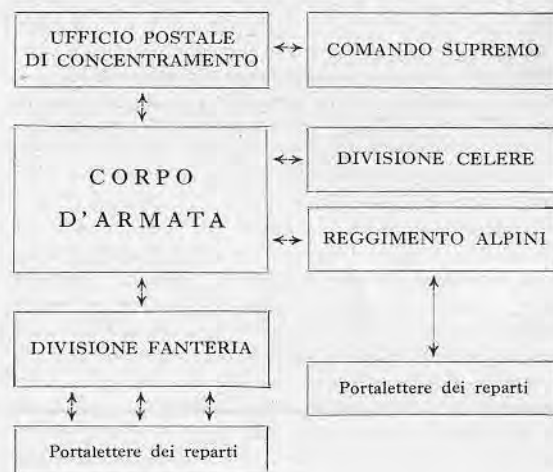 UFFICIO POSTALE
DI CONCENTRAMENTO
COMANDO SUPREMO
CORPO
D'ARMATA
DIVISIONE CELERE
REGGIMENTO ALPINI
DIVISIONE FANTERIA
Portalettere dei reparti
Portalettere dei reparti